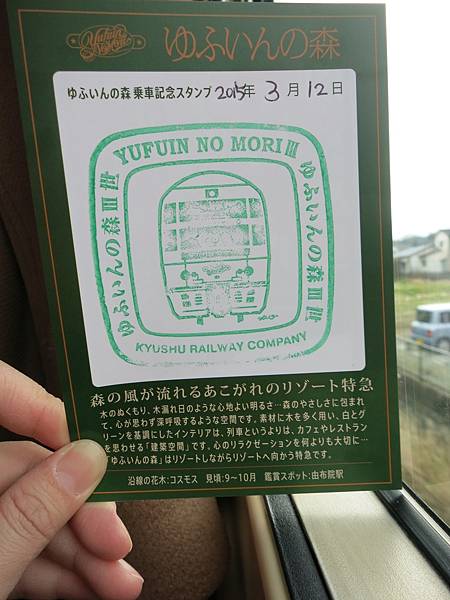 Yufuin
No Mori
ゆふいんの森
ゆふいんの森 乗車記念スタンプ 2015年 3月12日
YUFUIN NO MORI III
ゆふいんの森III世
ゆふいんの森III世
KYUSHU RAILWAY COMPANY
森の風が流れるあこがれのリゾート特急
木のぬくもり、木漏れ日のような心地よい明るさ…森のやさしさに包まれ
て、心が思わず深呼吸するような空間です。素材に木を多く用い、白とグ
リーンを基調にしたインテリアは、列車というよりは、カフェやレストラン
を思わせる「建築空間」です。心のリラクゼーションを何よりも大切に…
「ゆふいんの森」はリゾートしながらリゾートへ向かう特急です。
沿線の花木:コスモス 見頃:9〜10月 鑑賞スポット:由布院駅